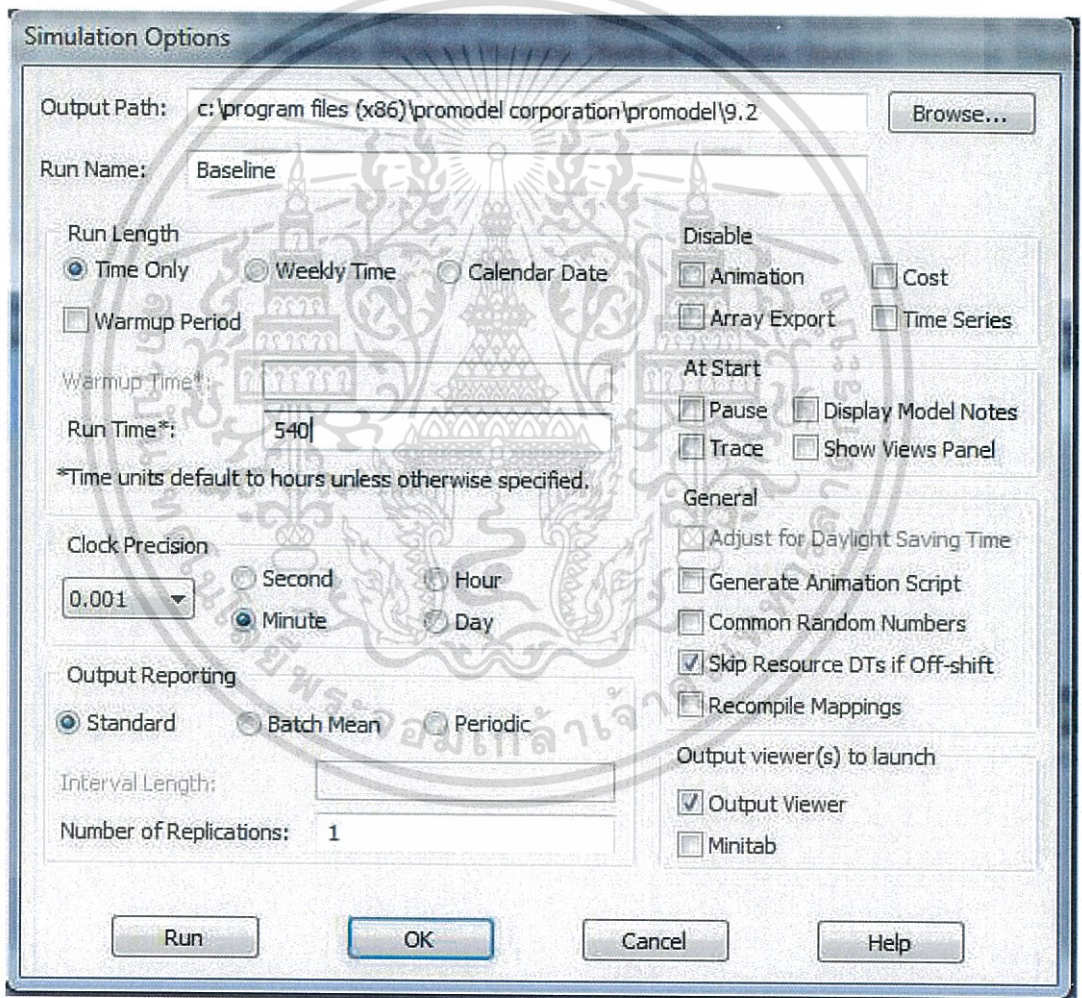 Simulation Options
Output Path: c:\program files (x86)\promodel corporation\promodel\9.2 Browse...
Run Name: Baseline
Run Length
Time Only Weekly Time Calendar Date
Warmup Period
Warmup Time*:
Run Time*: 540
*Time units default to hours unless otherwise specified.
Clock Precision
0.001
Second Hour
Minute Day
Output Reporting
Standard Batch Mean Periodic
Interval Length:
Number of Replications: 1
Disable
Animation Cost
Array Export Time Series
At Start
Pause Display Model Notes
Trace Show Views Panel
General
Adjust for Daylight Saving Time
Generate Animation Script
Common Random Numbers
Skip Resource DTs if Off-shift
Recompile Mappings
Output viewer(s) to launch
Output Viewer
Minitab
Run OK Cancel Help